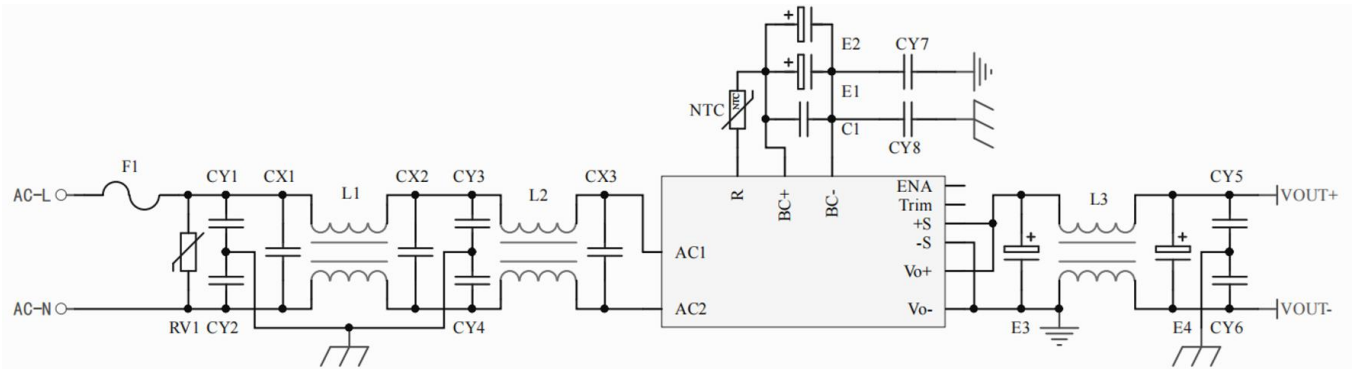 E2
CY7
E1
NTC
NTC
C1
CY8
F1
CY1
CX1
L1
CX2
CY3
L2
CX3
R
BC+
BC-
ENA
Trim
+S
-S
Vo+
Vo-
L3
CY5
AC-L
VOUT+
AC1
AC2
AC-N
VOUT-
RV1
CY2
CY4
E3
E4
CY6
+
+
+
+